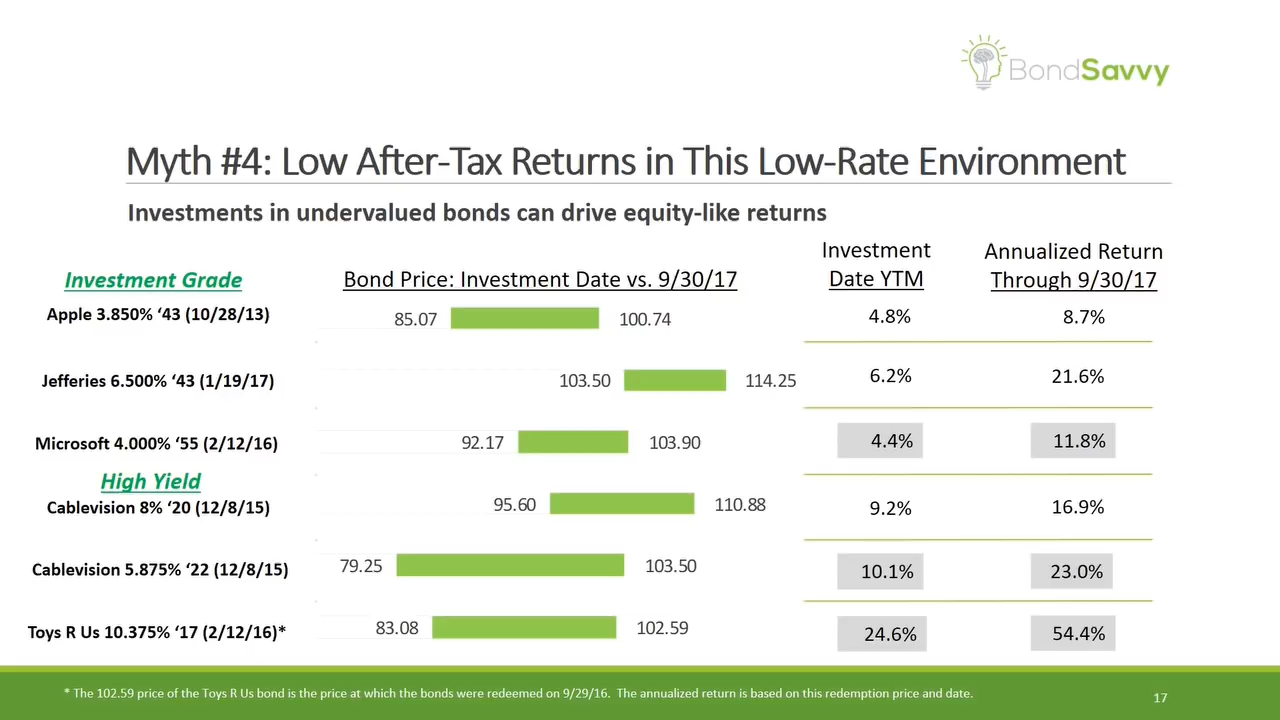 BondSavvy
Myth #4: Low After-Tax Returns in This Low-Rate Environment
Investments in undervalued bonds can drive equity-like returns
Investment Grade
Bond Price: Investment Date vs. 9/30/17
Investment
Date YTM
Annualized Return
Through 9/30/17
Apple 3.850% ‘43 (10/28/13) 85.07 100.74 4.8% 8.7%
Jefferies 6.500% ‘43 (1/19/17) 103.50 114.25 6.2% 21.6%
Microsoft 4.000% ‘55 (2/12/16) 92.17 103.90 4.4% 11.8%
High Yield
Cablevision 8% ‘20 (12/8/15) 95.60 110.88 9.2% 16.9%
Cablevision 5.875% ‘22 (12/8/15) 79.25 103.50 10.1% 23.0%
Toys R Us 10.375% ‘17 (2/12/16)* 83.08 102.59 24.6% 54.4%
* The 102.59 price of the Toys R Us bond is the price at which the bonds were redeemed on 9/29/16. The annualized return is based on this redemption price and date.
17